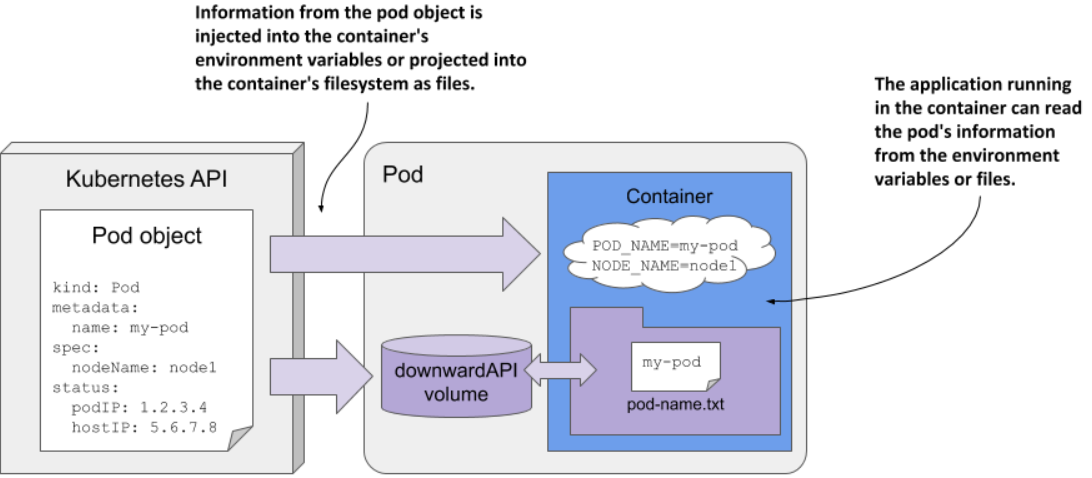 Information from the pod object is
injected into the container's
environment variables or projected into
the container's filesystem as files.
The application running
in the container can read
the pod's information
from the environment
variables or files.
Kubernetes API
Pod object
kind: Pod
metadata:
  name: my-pod
spec:
  nodeName: node1
status:
  podIP: 1.2.3.4
  hostIP: 5.6.7.8
Pod
Container
POD_NAME=my-pod
NODE_NAME=node1
downwardAPI
volume
my-pod
pod-name.txt